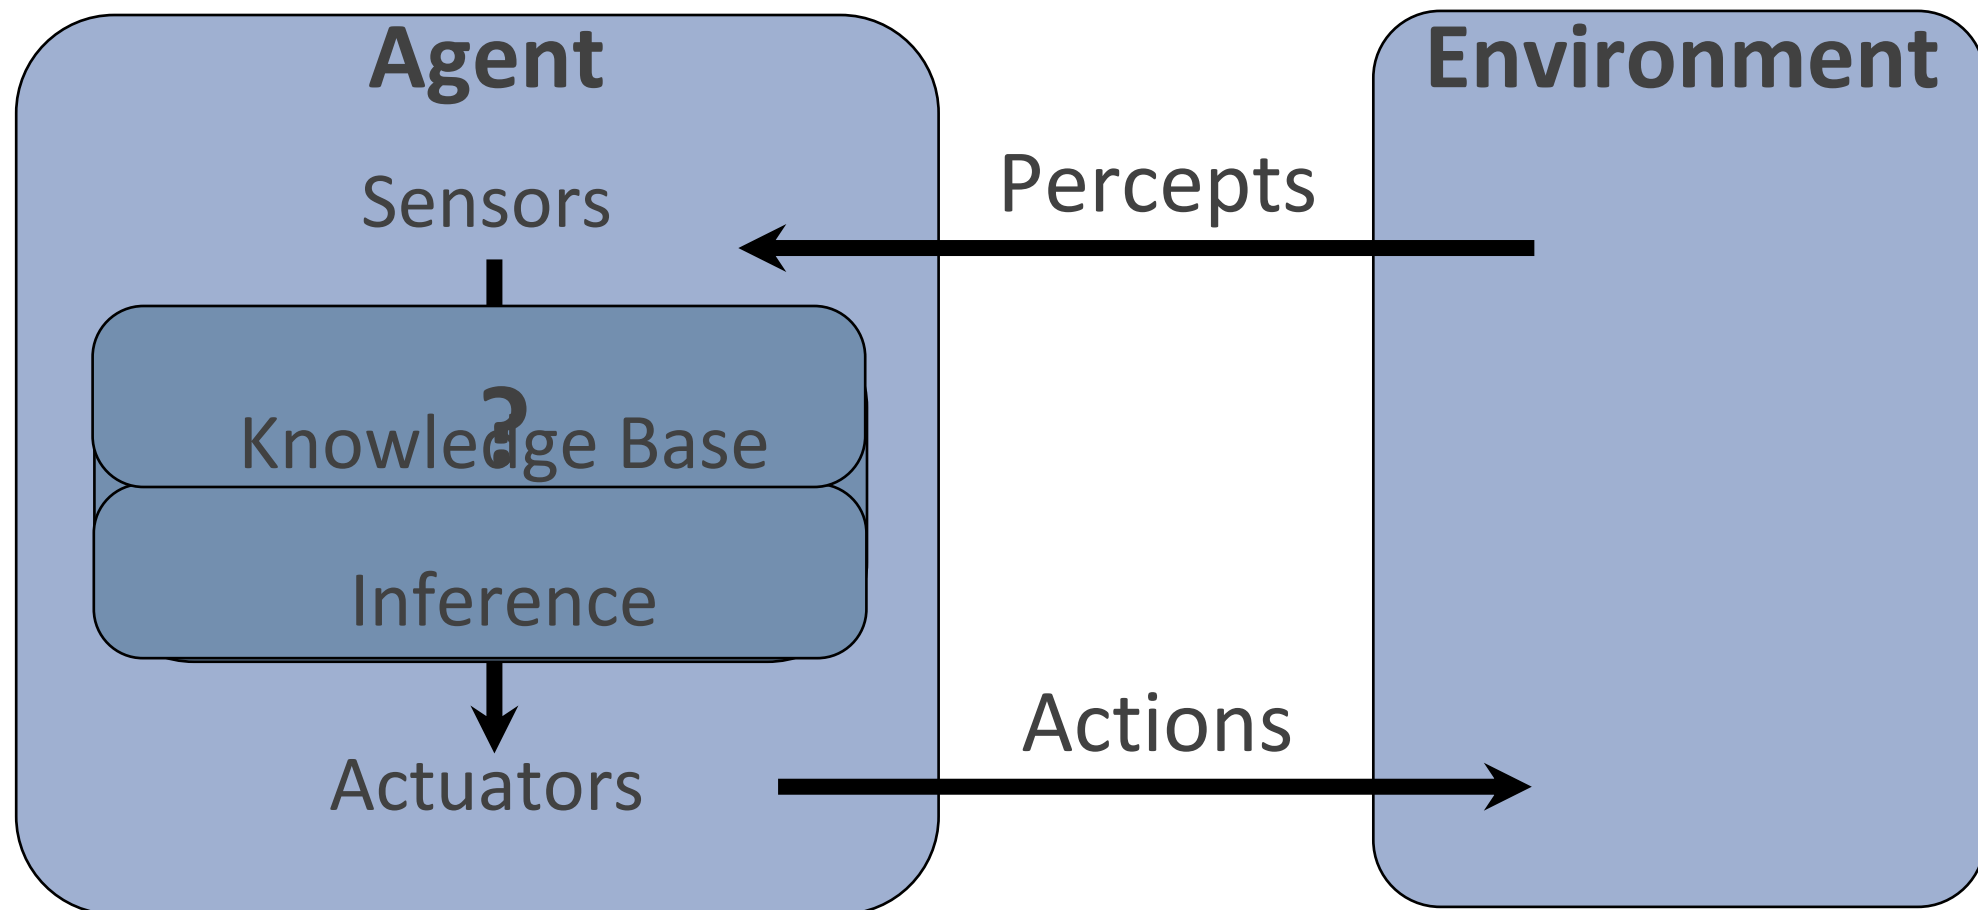 Agent
Environment
Sensors
Percepts
?
Knowledge Base
Inference
Actions
Actuators